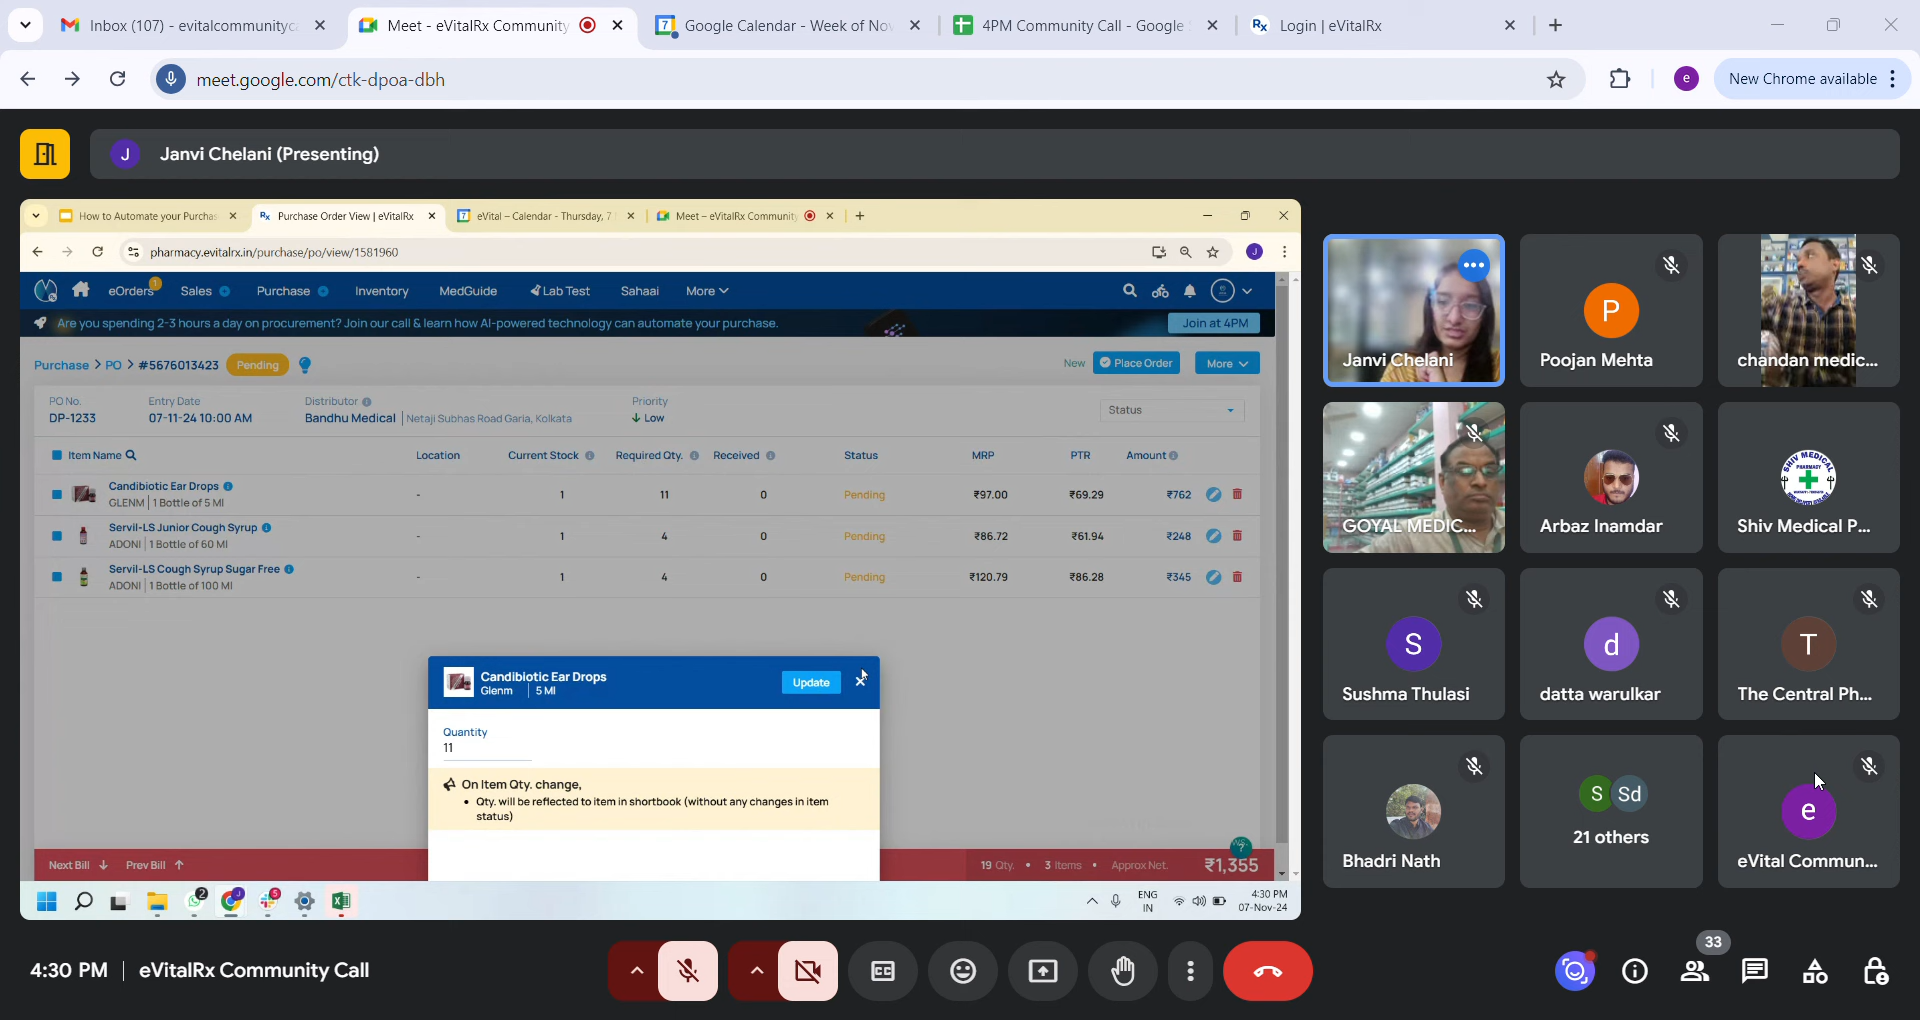 Inbox (107) - evitalcommunityca
Meet - eVitalRx Community
Google Calendar - Week of Nov
4PM Community Call - Google
Login | eVitalRx
meet.google.com/ctk-dpoa-dbh
e
New Chrome available
J
Janvi Chelani (Presenting)
How to Automate your Purchas
Purchase Order View | eVitalRx
eVital – Calendar - Thursday, 7
Meet – eVitalRx Community
pharmacy.evitalrx.in/purchase/po/view/1581960
J
eOrders 1
Sales
Purchase
Inventory
MedGuide
Lab Test
Sahaai
More
Are you spending 2-3 hours a day on procurement? Join our call & learn how AI-powered technology can automate your purchase.
Join at 4PM
Purchase > PO > #5676013423 Pending
New
Place Order
More
PO No. Entry Date Distributor Priority
DP-1233 07-11-24 10:00 AM Bandhu Medical | Netaji Subhas Road Garia, Kolkata Low
Status
Item Name Location Current Stock Required Qty. Received Status MRP PTR Amount
Candibiotic Ear Drops
GLENM | 1 Bottle of 5 Ml
- 1 11 0 Pending ₹97.00 ₹69.29 ₹762
Servil-LS Junior Cough Syrup
ADONI | 1 Bottle of 60 Ml
- 1 4 0 Pending ₹86.72 ₹61.94 ₹248
Servil-LS Cough Syrup Sugar Free
ADONI | 1 Bottle of 100 Ml
- 1 4 0 Pending ₹120.79 ₹86.28 ₹345
Candibiotic Ear Drops
Glenm | 5 Ml
Update
Quantity
11
On Item Qty. change,
• Qty. will be reflected to item in shortbook (without any changes in item
status)
Next Bill Prev Bill
19 Qty. • 3 Items • Approx Net. ₹1,355
2
5
ENG
IN
4:30 PM
07-Nov-24
Janvi Chelani
P
Poojan Mehta
chandan medic...
GOYAL MEDIC...
Arbaz Inamdar
SHIV MEDICAL
PHARMACY
Shiv Medical P...
S
Sushma Thulasi
d
datta warulkar
T
The Central Ph...
Bhadri Nath
S Sd
21 others
e
eVital Commun...
4:30 PM | eVitalRx Community Call
33